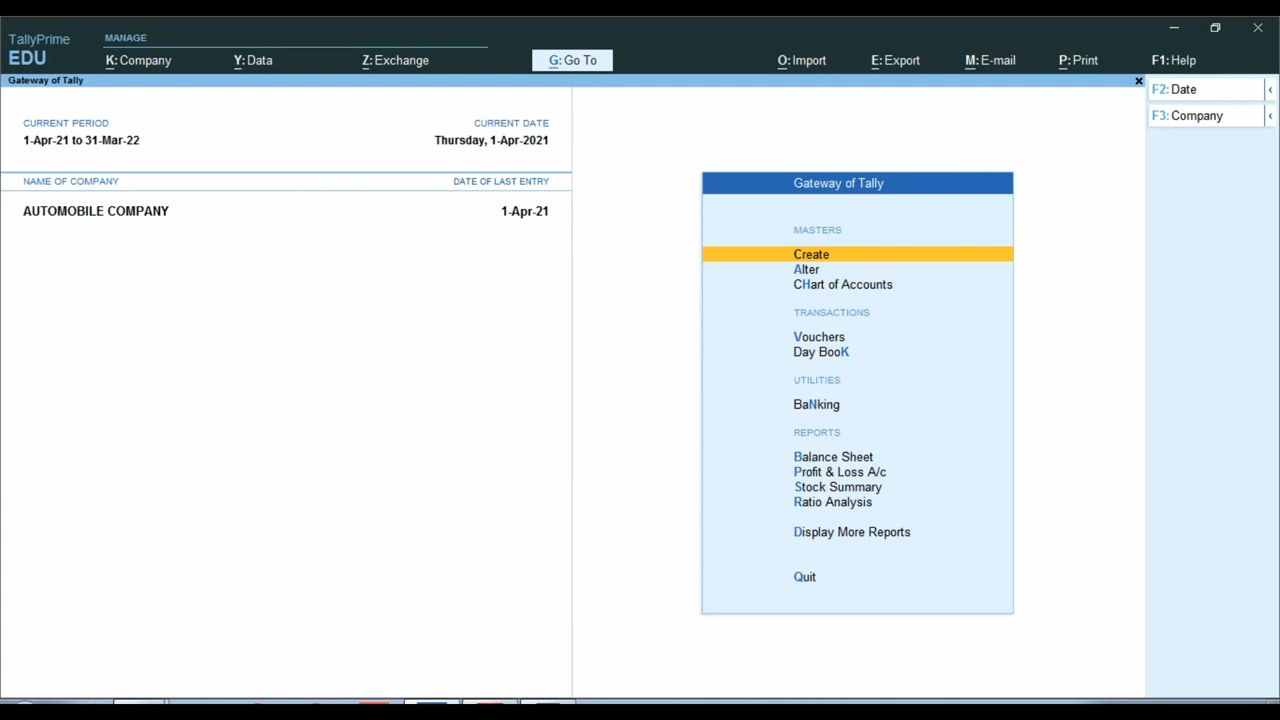 TallyPrime
EDU
MANAGE
K: Company
Y: Data
Z: Exchange
G: Go To
O: Import
E: Export
M: E-mail
P: Print
F1: Help
Gateway of Tally
F2: Date
F3: Company
CURRENT PERIOD
CURRENT DATE
1-Apr-21 to 31-Mar-22
Thursday, 1-Apr-2021
NAME OF COMPANY
DATE OF LAST ENTRY
AUTOMOBILE COMPANY
1-Apr-21
Gateway of Tally
MASTERS
Create
Alter
CHart of Accounts
TRANSACTIONS
Vouchers
Day BooK
UTILITIES
BaNking
REPORTS
Balance Sheet
Profit & Loss A/c
Stock Summary
Ratio Analysis
Display More Reports
Quit